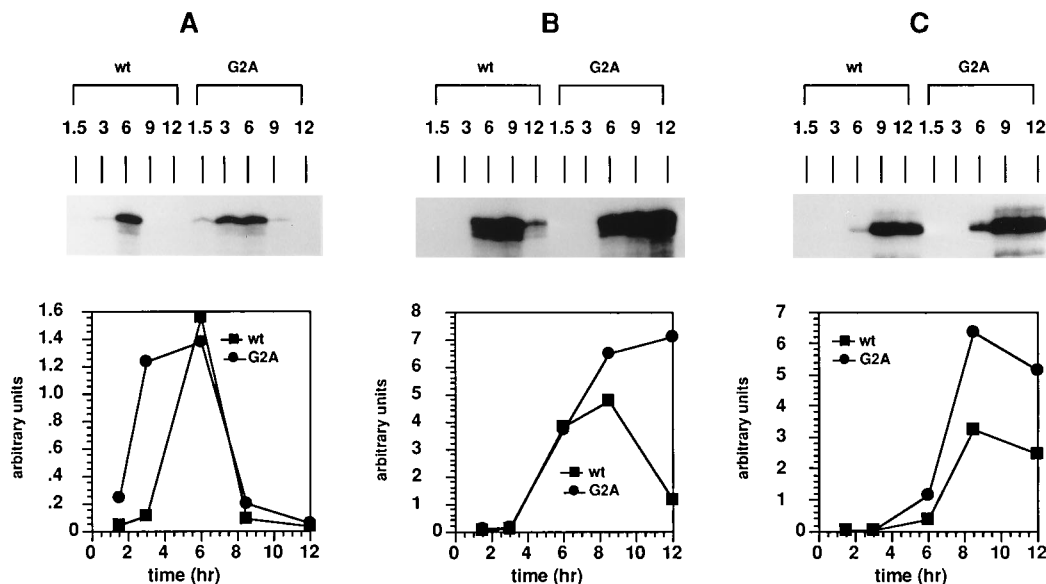 A B C
wt G2A wt G2A wt G2A
1.5 3 6 9 12 1.5 3 6 9 12 1.5 3 6 9 12 1.5 3 6 9 12 1.5 3 6 9 12 1.5 3 6 9 12
arbitrary units
1.6
1.4
1.2
1.0
.8
.6
.4
.2
0
wt
G2A
0 2 4 6 8 10 12
time (hr)
arbitrary units
8
7
6
5
4
3
2
1
0
wt
G2A
0 2 4 6 8 10 12
time (hr)
arbitrary units
7
6
5
4
3
2
1
0
wt
G2A
0 2 4 6 8 10 12
time (hr)